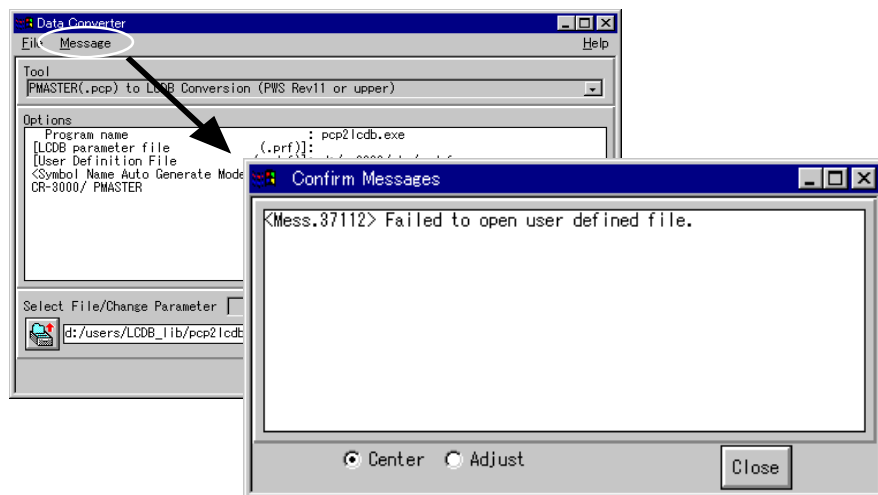 Data Converter
File Message Help
Tool
PMASTER(.pcp) to LCDB Conversion (PWS Rev11 or upper)
Options
Program name : pcp2lcdb.exe
[LCDB parameter file (.prf)]:
[User Definition File
<Symbol Name Auto Generate Mode
CR-3000/ PMASTER
Select File/Change Parameter
d:/users/LCDB_lib/pcp2lcdb
Confirm Messages
<Mess.37112> Failed to open user defined file.
Center Adjust
Close